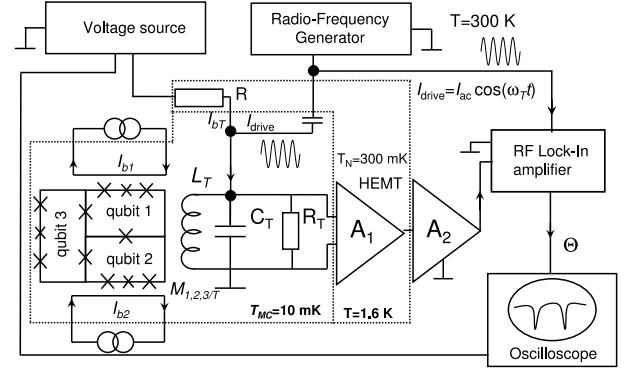 Voltage source
Radio-Frequency
Generator
T=300 K
R
I_bT
I_drive
I_drive=I_ac cos(ω_T t)
I_b1
T_N=300 mK
HEMT
RF Lock-In
amplifier
L_T
C_T
R_T
A_1
A_2
qubit 3
qubit 1
qubit 2
Θ
M_1,2,3/T
I_b2
T_MC=10 mK
T=1.6 K
Oscilloscope